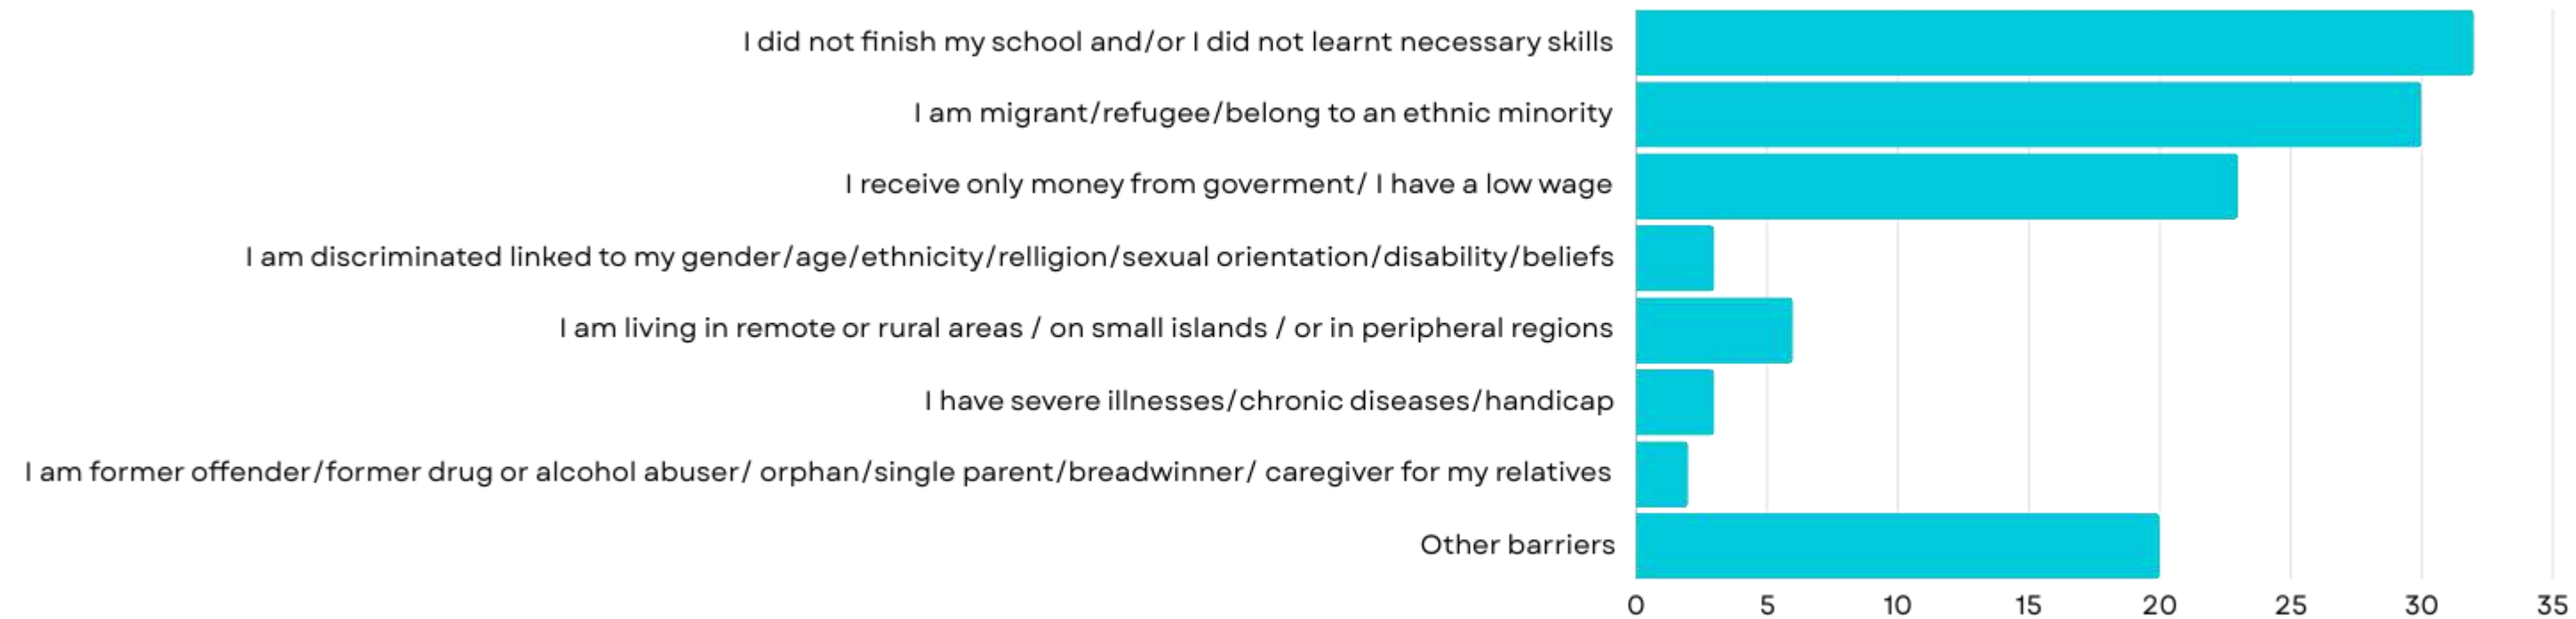 I did not finish my school and/or I did not learnt necessary skills
I am migrant/refugee/belong to an ethnic minority
I receive only money from goverment/ I have a low wage
I am discriminated linked to my gender/age/ethnicity/relligion/sexual orientation/disability/beliefs
I am living in remote or rural areas / on small islands / or in peripheral regions
I have severe illnesses/chronic diseases/handicap
I am former offender/former drug or alcohol abuser/ orphan/single parent/breadwinner/ caregiver for my relatives
Other barriers
0 5 10 15 20 25 30 35